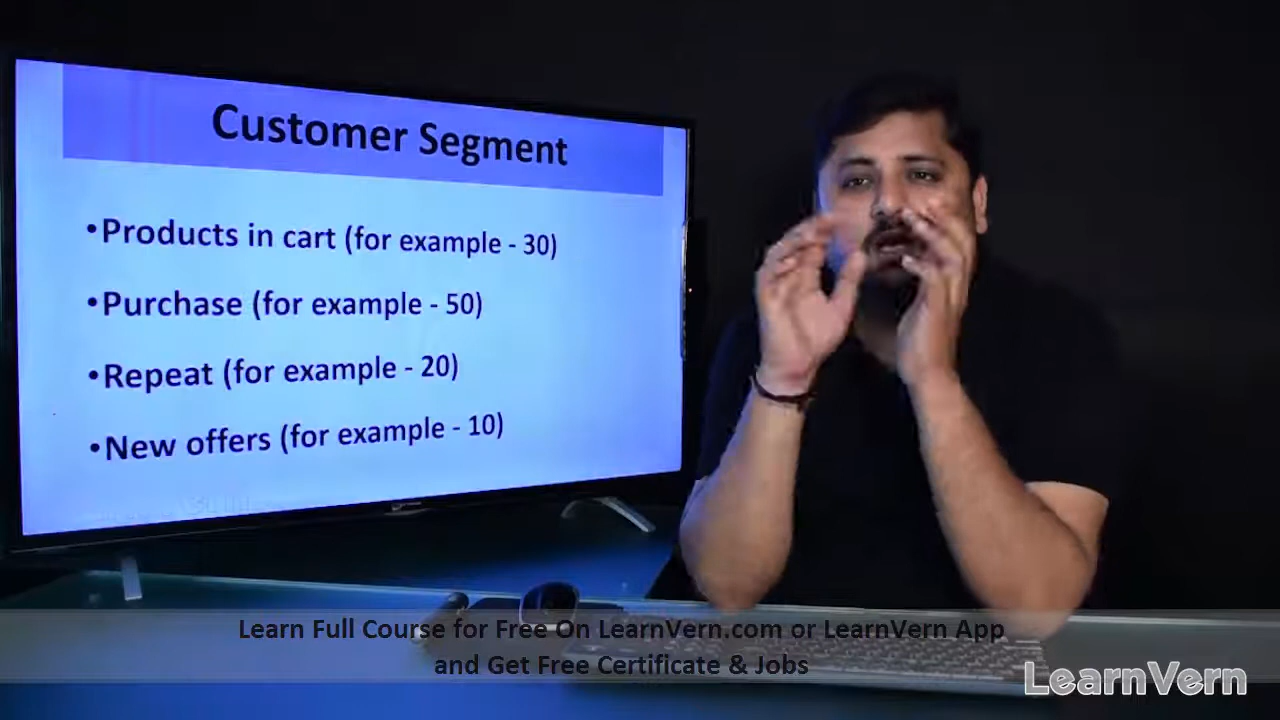 Customer Segment
•Products in cart (for example - 30)
•Purchase (for example - 50)
•Repeat (for example - 20)
•New offers (for example - 10)
Learn Full Course for Free On LearnVern.com or LearnVern App
and Get Free Certificate & Jobs
LearnVern